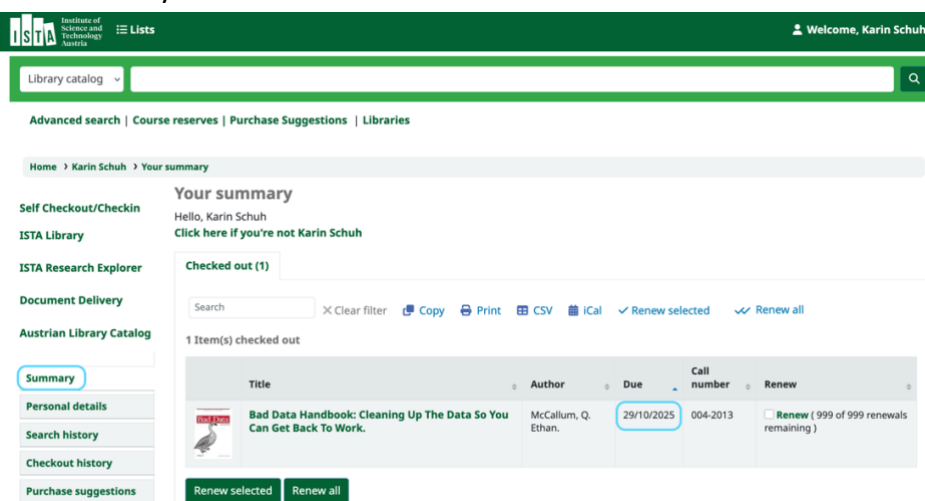 ISTA
Institute of
Science and
Technology
Austria
Lists
Welcome, Karin Schuh
Library catalog
Advanced search | Course reserves | Purchase Suggestions | Libraries
Home > Karin Schuh > Your summary
Self Checkout/Checkin
ISTA Library
ISTA Research Explorer
Document Delivery
Austrian Library Catalog
Summary
Personal details
Search history
Checkout history
Purchase suggestions
Your summary
Hello, Karin Schuh
Click here if you're not Karin Schuh
Checked out (1)
Search Clear filter Copy Print CSV iCal Renew selected Renew all
1 Item(s) checked out
Title Author Due Call number Renew
Bad Data Handbook: Cleaning Up The Data So You
Can Get Back To Work.
McCallum, Q.
Ethan.
29/10/2025
004-2013
Renew ( 999 of 999 renewals
remaining )
Renew selected Renew all